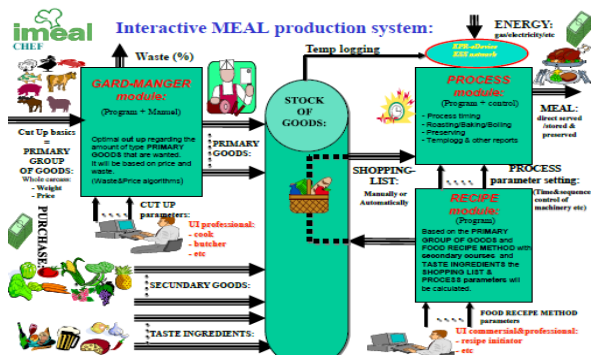 imeal
CHEF
Interactive MEAL production system:
ENERGY:
gas/electricity/etc
Waste (%)
Temp logging
EPR-aDevice
EES network
GARD-MANGER
module:
(Program + Manual)
Optimal cut up regarding the
amount of type PRIMARY
GOODS that are wanted.
It will be based on price and
waste.
(Waste&Price algorithms)
Cut Up basics
=
PRIMARY
GROUP
OF GOODS:
Whole carcass:
- Weight
- Price
PURCHASE:
PRIMARY
GOODS:
STOCK
OF
GOODS:
PROCESS
module:
(Program + control)
- Process timing
- Roasting/Baking/Boiling
- Preserving
- Templogg & other reports
MEAL:
direct served
/stored &
preserved
SHOPPING-
LIST:
Manually or
Automatically
PROCESS
parameter setting:
(Time&sequence
control of
machinery etc)
CUT UP
parameters:
UI professional:
- cook
- butcher
- etc
RECIPE
module:
(Program)
Based on the PRIMARY
GROUP OF GOODS and
FOOD RECIPE METHOD with
secondary courses and
TASTE INGREDIENTS the
SHOPPING LIST &
PROCESS parameters will
be calculated.
SECUNDARY GOODS:
TASTE INGREDIENTS:
FOOD RECEPE METHOD
parameters
UI commercial&professional:
- resipe initiator
- etc